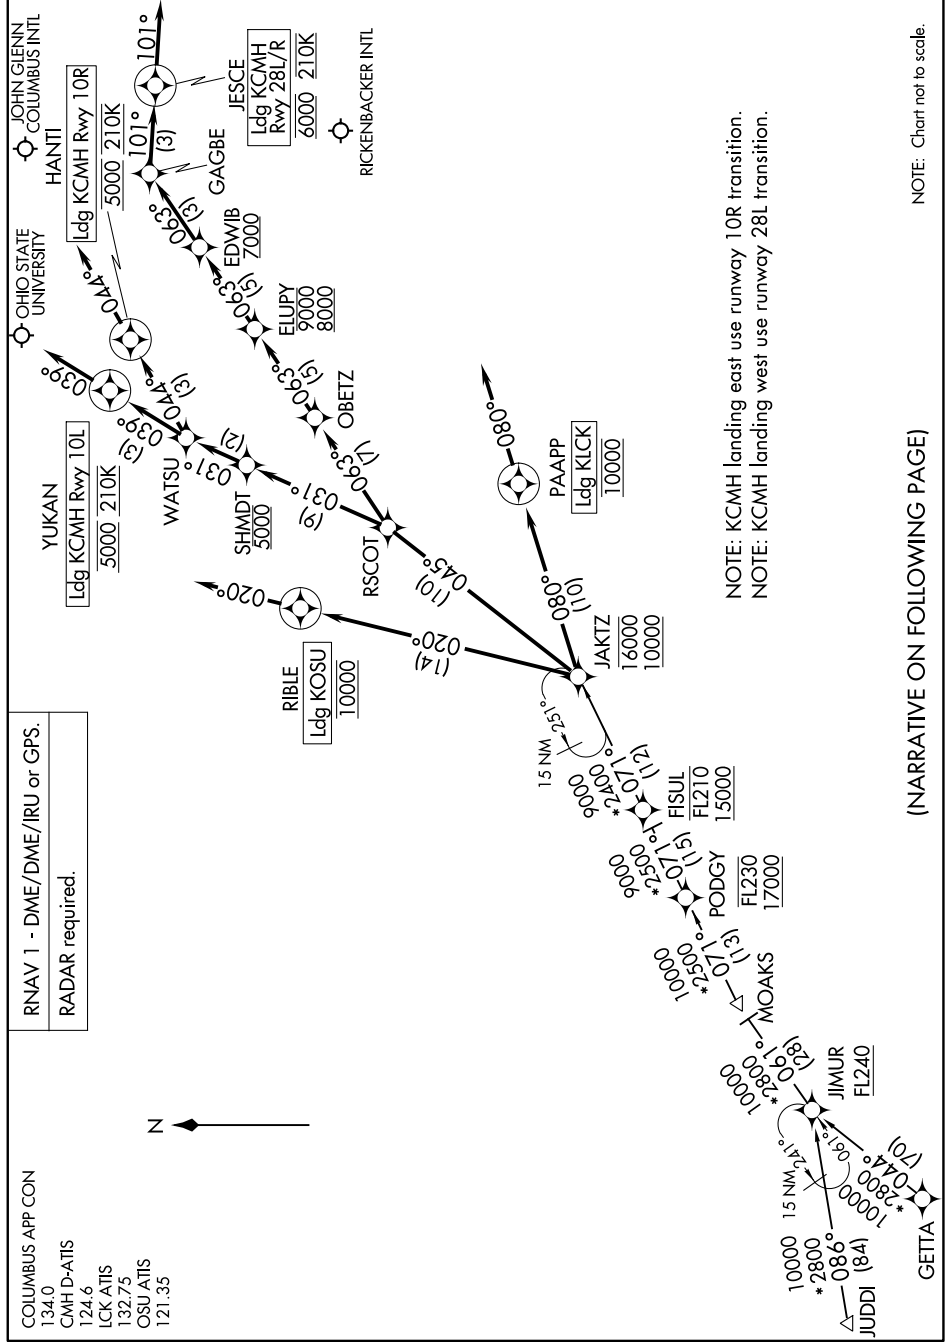 COLUMBUS APP CON
134.0
CMH D-ATIS
124.6
LCK ATIS
132.75
OSU ATIS
121.35
N
RNAV 1 - DME/DME/IRU or GPS.
RADAR required.
OHIO STATE
UNIVERSITY
JOHN GLENN
COLUMBUS INTL
RICKENBACKER INTL
YUKAN
Ldg KCMH Rwy 10L
5000 210K
039°
039°
(3)
HANTI
Ldg KCMH Rwy 10R
5000 210K
044°
044°
(3)
WATSU
031°
(2)
SHMDT
5000
031°
(9)
RSCOT
JESCE
Ldg KCMH
Rwy 28L/R
6000 210K
101°
101°
(3)
GAGBE
063°
(3)
EDWIB
7000
063°
(5)
ELUPY
9000
8000
063°
(5)
OBETZ
063°
(7)
045°
(10)
RIBLE
Ldg KOSU
10000
020°
020°
(14)
PAAPP
Ldg KLCK
10000
080°
080°
(10)
JAKTZ
16000
10000
15 NM
251°
9000
*2400
071°
(12)
FISUL
FL210
15000
9000
*2500
071°
(15)
PODGY
FL230
17000
10000
*2500
071°
(13)
MOAKS
10000
*2800
061°
(28)
JIMUR
FL240
15 NM
241°
061°
10000
*2800
044°
(70)
GETTA
10000
*2800
086°
(84)
JUDDI
NOTE: KCMH landing east use runway 10R transition.
NOTE: KCMH landing west use runway 28L transition.
(NARRATIVE ON FOLLOWING PAGE)
NOTE: Chart not to scale.